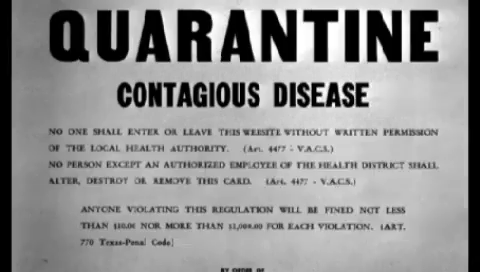 QUARANTINE
CONTAGIOUS DISEASE
NO ONE SHALL ENTER OR LEAVE THIS WEBSITE WITHOUT WRITTEN PERMISSION
OF THE LOCAL HEALTH AUTHORITY. (Art. 4477 - V.A.C.S.)
NO PERSON EXCEPT AN AUTHORIZED EMPLOYEE OF THE HEALTH DISTRICT SHALL
ALTER, DESTROY OR REMOVE THIS CARD. (Art. 4477 - V.A.C.S.)
ANYONE VIOLATING THIS REGULATION WILL BE FINED NOT LESS
THAN $10.00 NOR MORE THAN $1,000.00 FOR EACH VIOLATION. (ART.
770 Texas-Penal Code)
BY ORDER OF